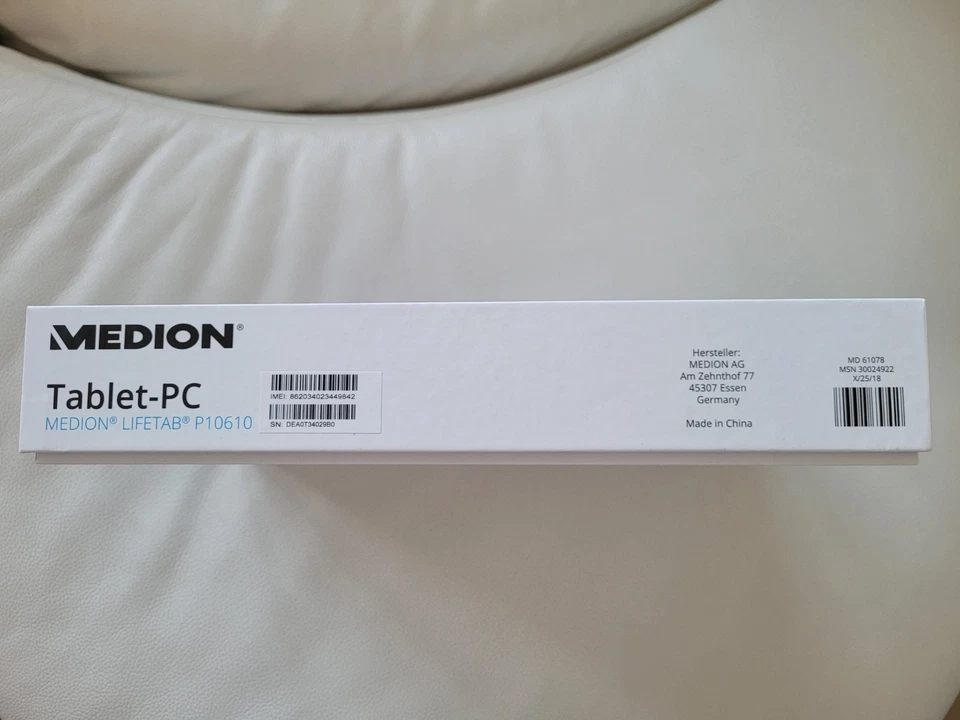 MEDION®
Tablet-PC
MEDION® LIFETAB® P10610
IMEI: 862034023449842
SN: DEA0T34029B0
Hersteller:
MEDION AG
Am Zehnthof 77
45307 Essen
Germany
Made in China
MD 61078
MSN 30024922
X/25/18